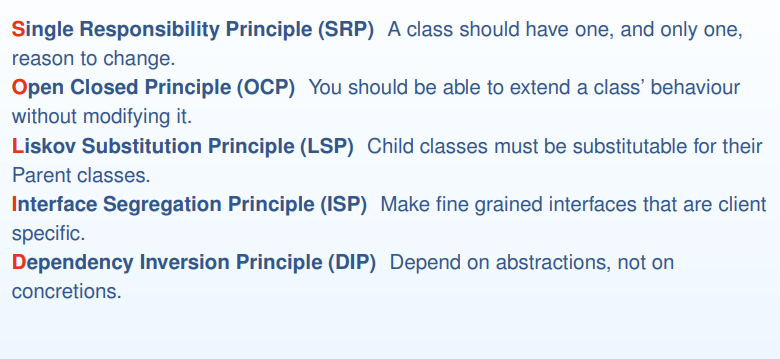 Single Responsibility Principle (SRP) A class should have one, and only one,
reason to change.
Open Closed Principle (OCP) You should be able to extend a class' behaviour
without modifying it.
Liskov Substitution Principle (LSP) Child classes must be substitutable for their
Parent classes.
Interface Segregation Principle (ISP) Make fine grained interfaces that are client
specific.
Dependency Inversion Principle (DIP) Depend on abstractions, not on
concretions.